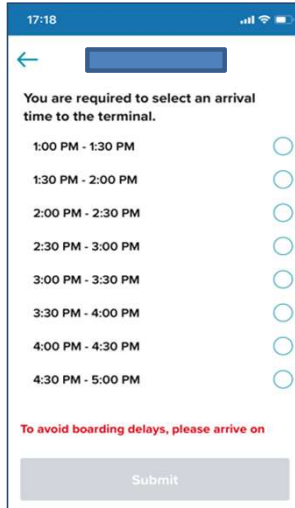 17:18
You are required to select an arrival
time to the terminal.
1:00 PM - 1:30 PM
1:30 PM - 2:00 PM
2:00 PM - 2:30 PM
2:30 PM - 3:00 PM
3:00 PM - 3:30 PM
3:30 PM - 4:00 PM
4:00 PM - 4:30 PM
4:30 PM - 5:00 PM
To avoid boarding delays, please arrive on
Submit